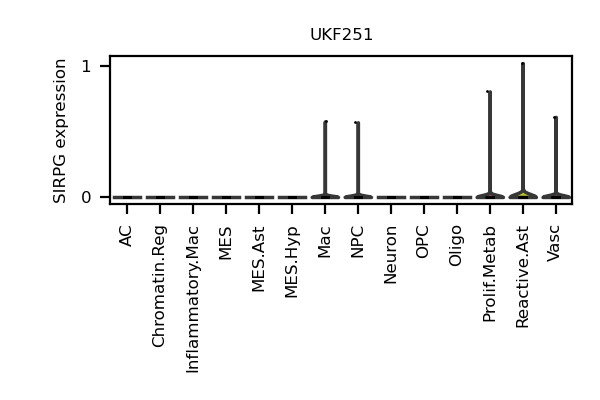 UKF251
SIRPG expression
1
0
AC
Chromatin.Reg
Inflammatory.Mac
MES
MES.Ast
MES.Hyp
Mac
NPC
Neuron
OPC
Oligo
Prolif.Metab
Reactive.Ast
Vasc